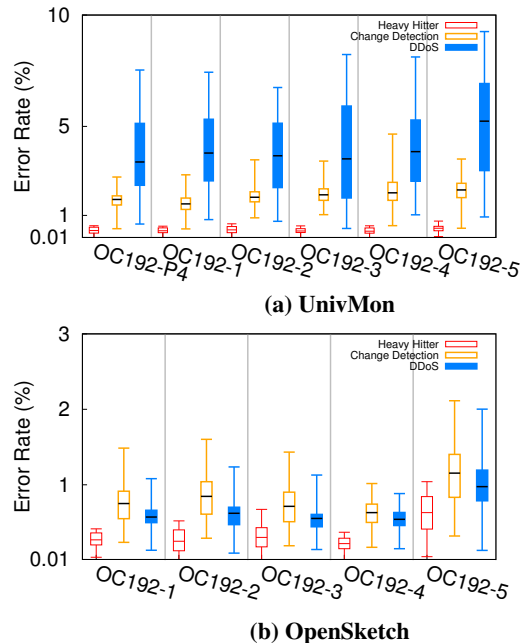 10
Heavy Hitter
Change Detection
DDoS
5
1
0.01
Error Rate (%)
OC192-P4
OC192-1
OC192-2
OC192-3
OC192-4
OC192-5
(a) UnivMon
3
Heavy Hitter
Change Detection
DDoS
2
1
0.01
Error Rate (%)
OC192-1
OC192-2
OC192-3
OC192-4
OC192-5
(b) OpenSketch